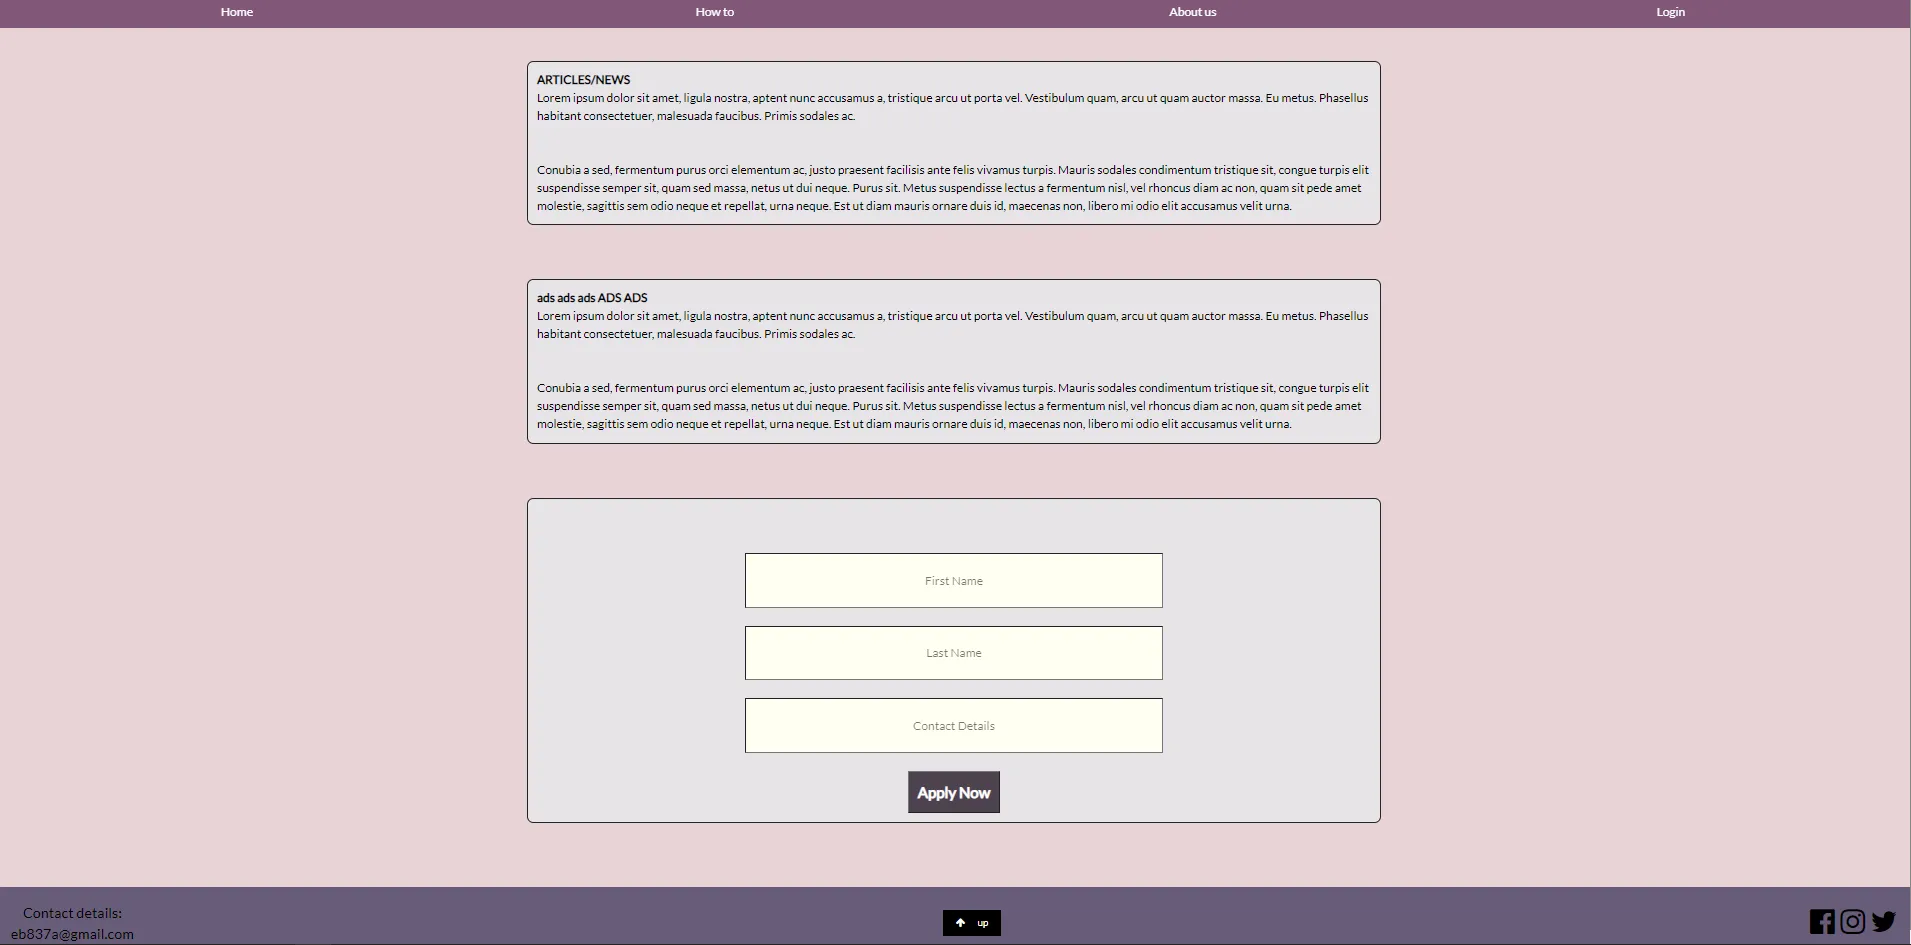 Home
How to
About us
Login
ARTICLES/NEWS
Lorem ipsum dolor sit amet, ligula nostra, aptent nunc accusamus a, tristique arcu ut porta vel. Vestibulum quam, arcu ut quam auctor massa. Eu metus. Phasellus
habitant consectetuer, malesuada faucibus. Primis sodales ac.
Conubia a sed, fermentum purus orci elementum ac, justo praesent facilisis ante felis vivamus turpis. Mauris sodales condimentum tristique sit, congue turpis elit
suspendisse semper sit, quam sed massa, netus ut dui neque. Purus sit. Metus suspendisse lectus a fermentum nisl, vel rhoncus diam ac non, quam sit pede amet
molestie, sagittis sem odio neque et repellat, urna neque. Est ut diam mauris ornare duis id, maecenas non, libero mi odio elit accusamus velit urna.
ads ads ads ADS ADS
Lorem ipsum dolor sit amet, ligula nostra, aptent nunc accusamus a, tristique arcu ut porta vel. Vestibulum quam, arcu ut quam auctor massa. Eu metus. Phasellus
habitant consectetuer, malesuada faucibus. Primis sodales ac.
Conubia a sed, fermentum purus orci elementum ac, justo praesent facilisis ante felis vivamus turpis. Mauris sodales condimentum tristique sit, congue turpis elit
suspendisse semper sit, quam sed massa, netus ut dui neque. Purus sit. Metus suspendisse lectus a fermentum nisl, vel rhoncus diam ac non, quam sit pede amet
molestie, sagittis sem odio neque et repellat, urna neque. Est ut diam mauris ornare duis id, maecenas non, libero mi odio elit accusamus velit urna.
First Name
Last Name
Contact Details
Apply Now
Contact details:
eb837a@gmail.com
up